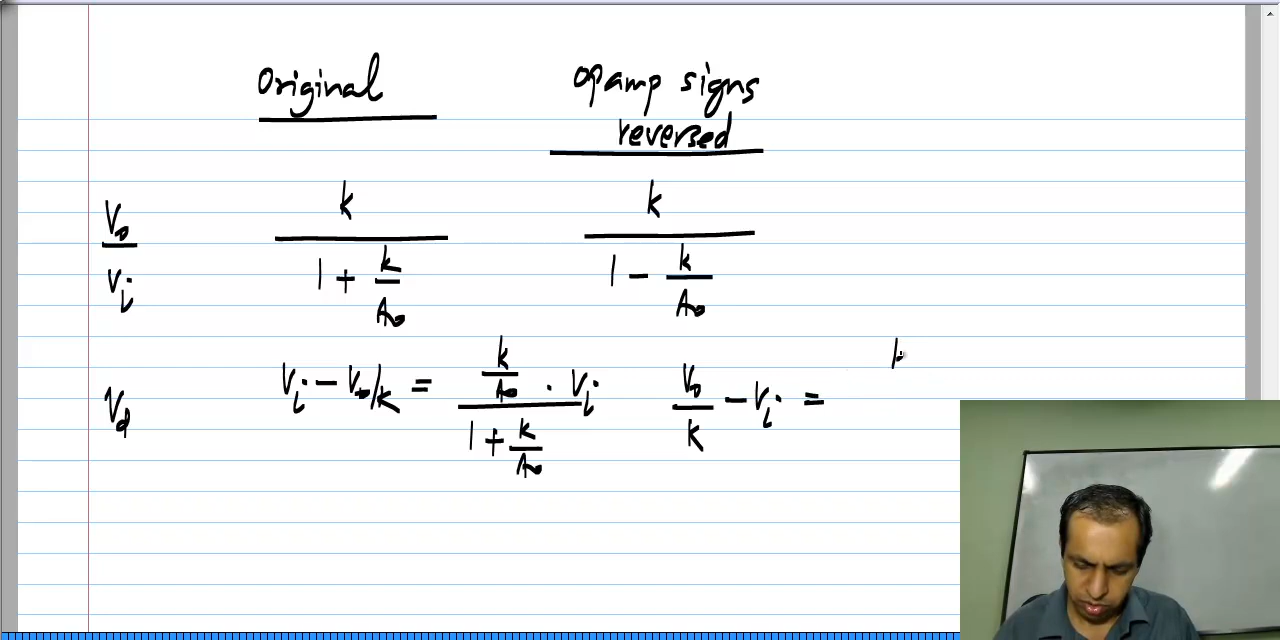 Original opamp signs
reversed
Vo/Vi k/(1 + k/Ao) k/(1 - k/Ao)
Vd Vi - Vo/k = (k/Ao)/(1 + k/Ao) · Vi Vo/k - Vi =